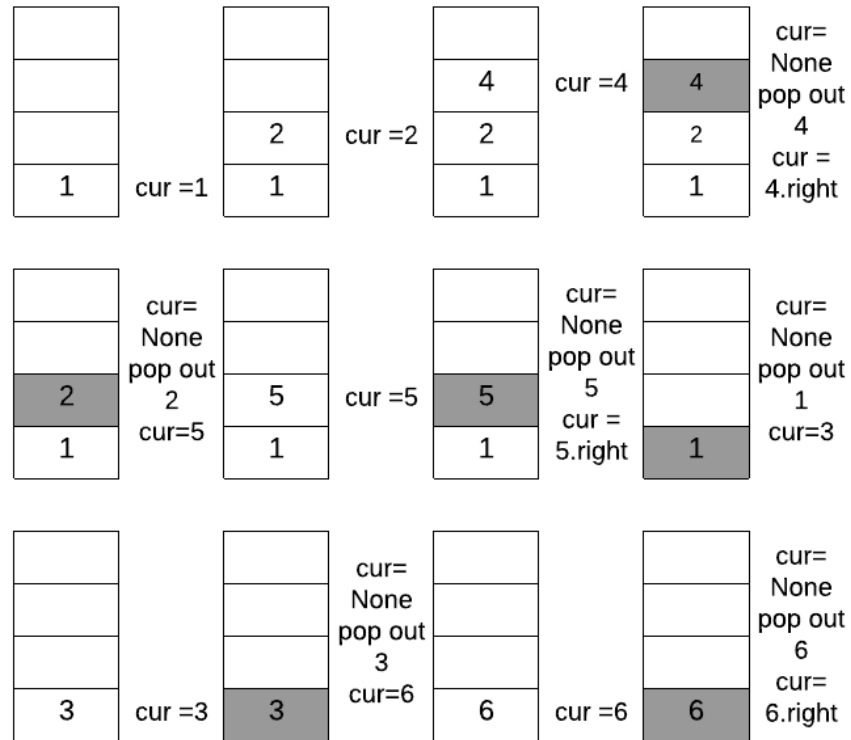 1
cur =1
2
1
cur =2
4
2
1
cur =4
4
2
1
cur=
None
pop out
4
cur =
4.right
2
1
cur=
None
pop out
2
cur=5
5
1
cur =5
5
1
cur=
None
pop out
5
cur =
5.right
1
cur=
None
pop out
1
cur=3
3
cur =3
3
cur=
None
pop out
3
cur=6
6
cur =6
6
cur=
None
pop out
6
cur=
6.right